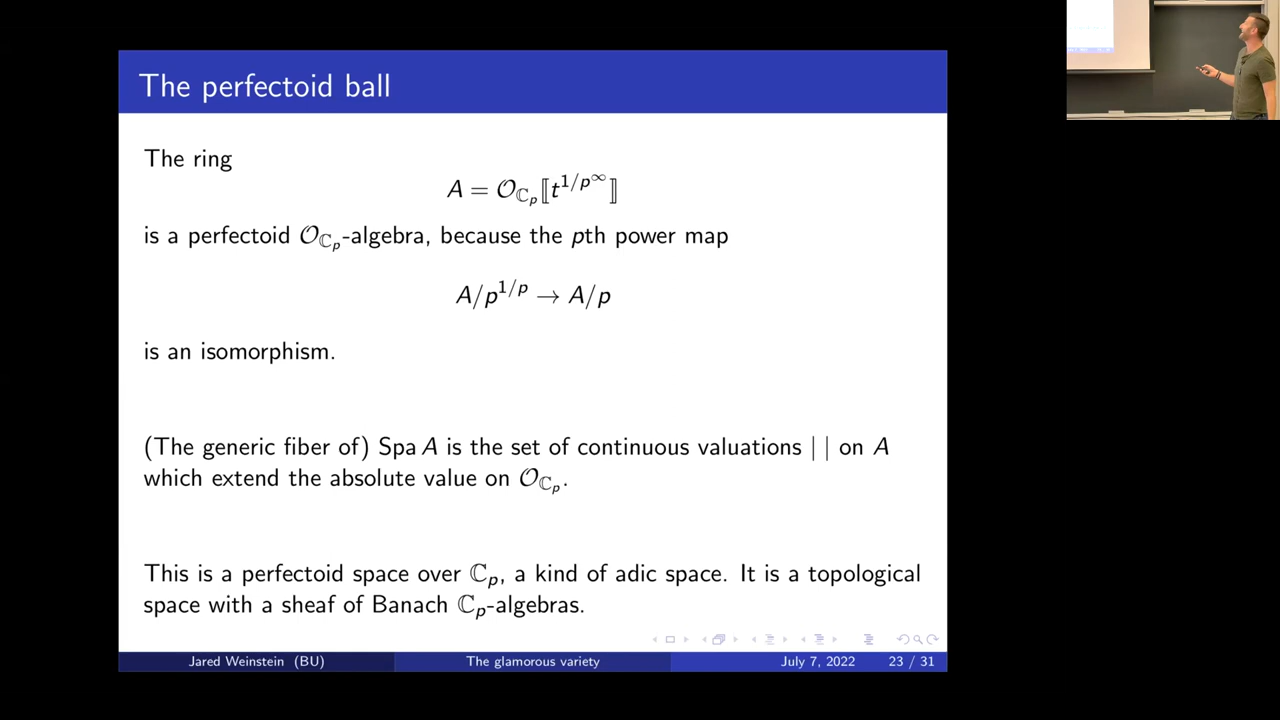 The perfectoid ball
The ring
A = 𝒪_{ℂ_p}⟦t^{1/p^∞}⟧
is a perfectoid 𝒪_{ℂ_p}-algebra, because the pth power map
A/p^{1/p} → A/p
is an isomorphism.
(The generic fiber of) Spa A is the set of continuous valuations | | on A
which extend the absolute value on 𝒪_{ℂ_p}.
This is a perfectoid space over ℂ_p, a kind of adic space. It is a topological
space with a sheaf of Banach ℂ_p-algebras.
Jared Weinstein (BU) The glamorous variety July 7, 2022 23 / 31